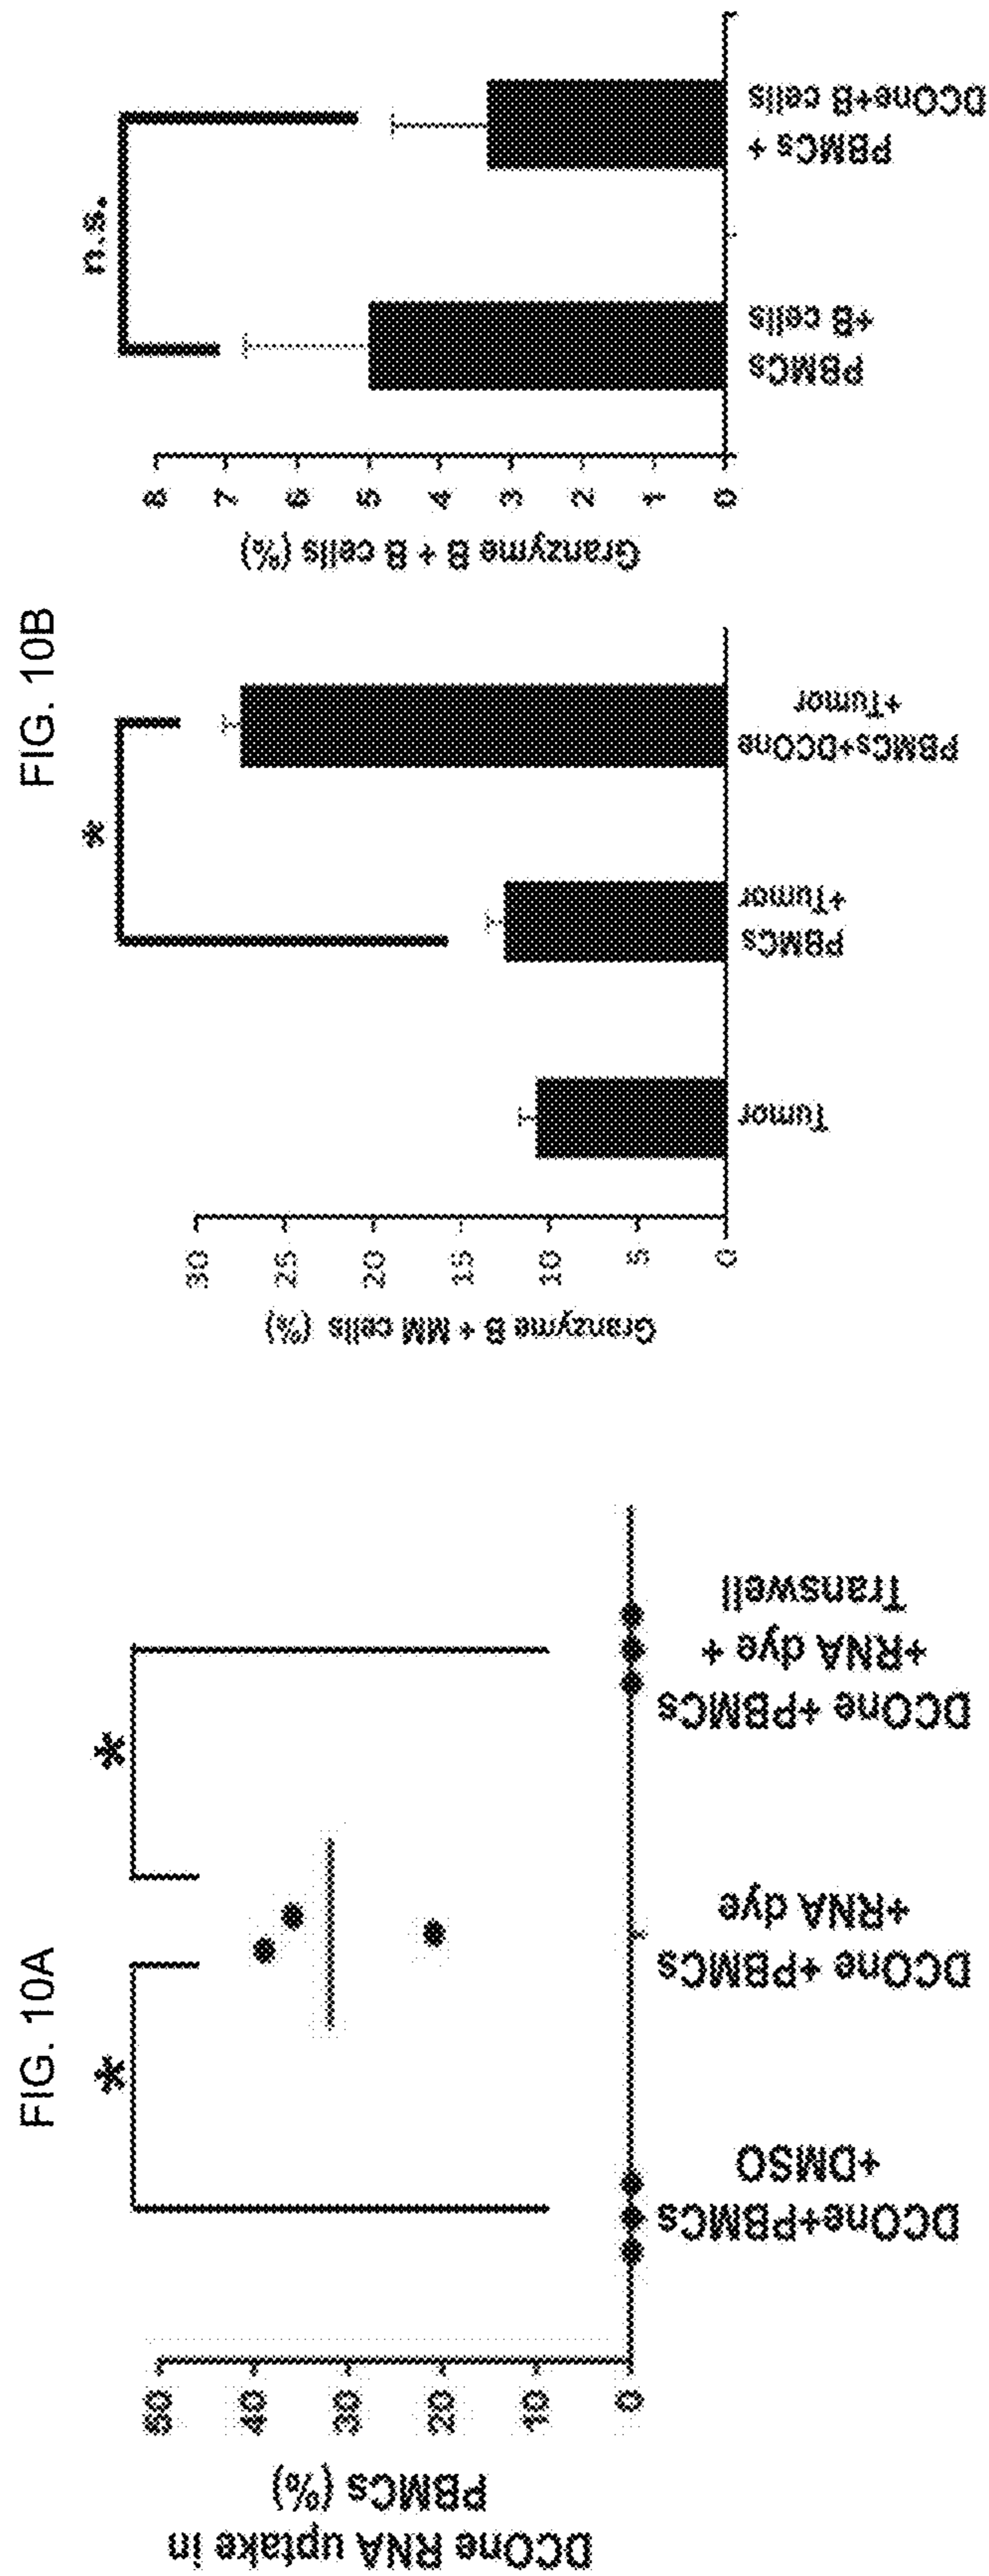 FIG. 10A
DCOne RNA uptake in
PBMCs (%)
50
40
30
20
10
0
*
*
DCOne+PBMCs
+DMSO
DCOne +PBMCs
+RNA dye
DCOne +PBMCs
+RNA dye +
Transwell
FIG. 10B
Granzyme B + MM cells (%)
30
25
20
15
10
5
0
*
Tumor
PBMCs
+Tumor
PBMCs+DCOne
+Tumor
Granzyme B + B cells (%)
8
7
6
5
4
3
2
1
0
n.s.
PBMCs
+B cells
PBMCs +
DCOne+B cells